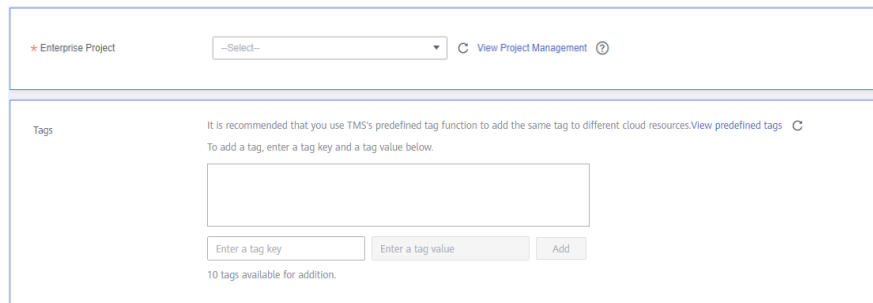 * Enterprise Project --Select-- View Project Management ?
Tags It is recommended that you use TMS's predefined tag function to add the same tag to different cloud resources.View predefined tags
To add a tag, enter a tag key and a tag value below.
Enter a tag key Enter a tag value Add
10 tags available for addition.